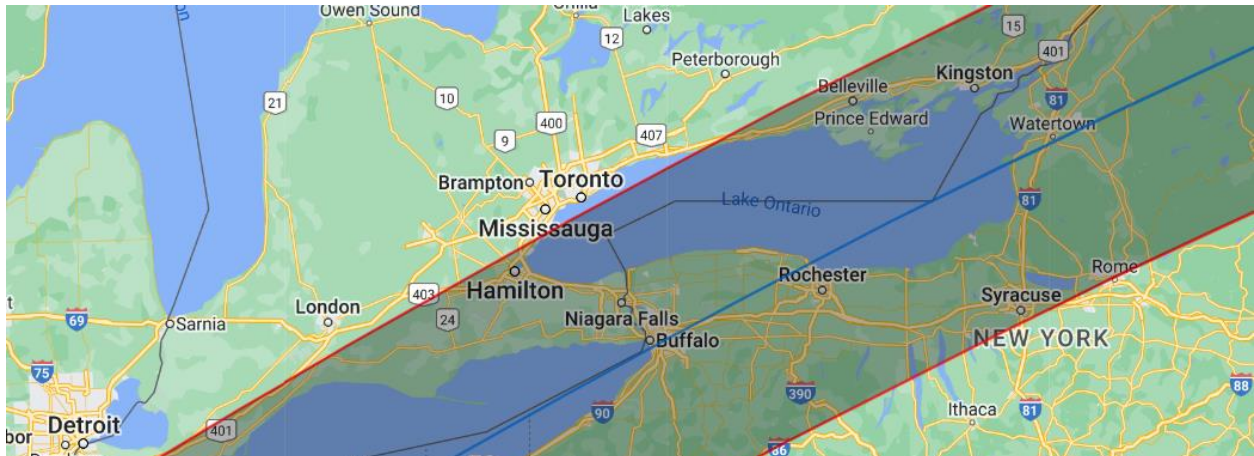 Owen Sound
Lakes
12
15
Peterborough
401
21
10
Belleville
Kingston
400
407
81
9
Prince Edward
Watertown
Brampton
Toronto
Lake Ontario
81
Mississauga
Hamilton
Rochester
Rome
403
Syracuse
London
24
Niagara Falls
69
Sarnia
Buffalo
NEW YORK
75
390
88
90
Ithaca
81
Detroit
401
86